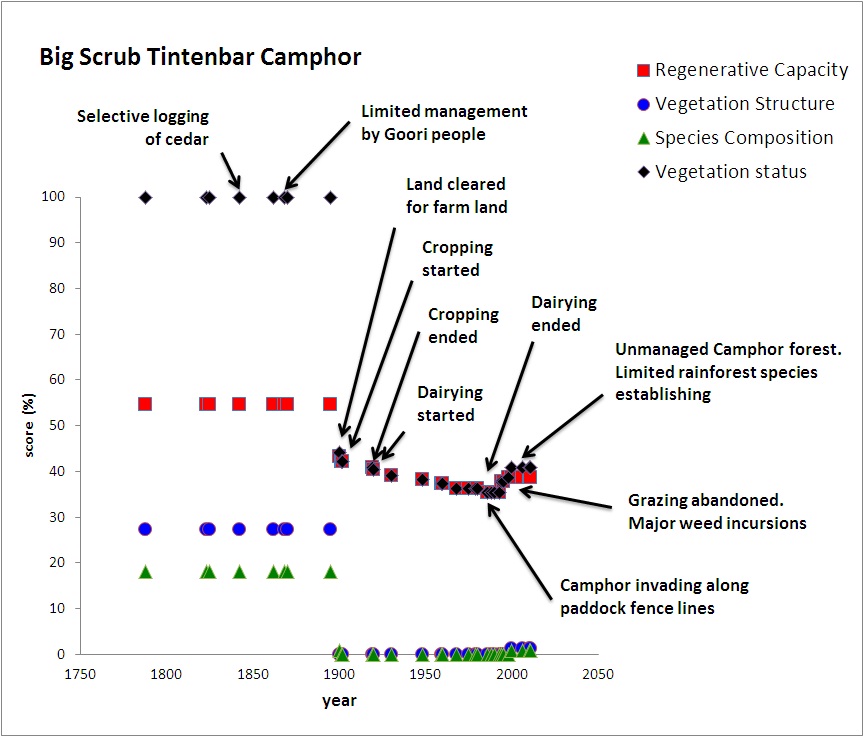 Big Scrub Tintenbar Camphor
Regenerative Capacity
Vegetation Structure
Species Composition
Vegetation status
Selective logging
of cedar
Limited management
by Goori people
Land cleared
for farm land
Cropping
started
Cropping
ended
Dairying
started
Dairying
ended
Unmanaged Camphor forest.
Limited rainforest species
establishing
Grazing abandoned.
Major weed incursions
Camphor invading along
paddock fence lines
score (%)
100
90
80
70
60
50
40
30
20
10
0
1750 1800 1850 1900 1950 2000 2050
year